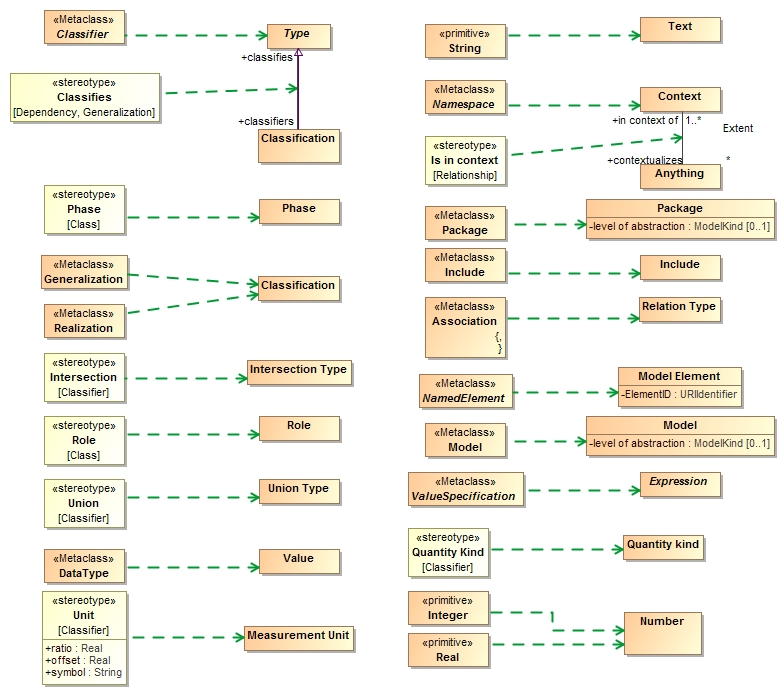 «Metaclass»
Classifier
Type
+classifies
«stereotype»
Classifies
[Dependency, Generalization]
+classifiers
Classification
«stereotype»
Phase
[Class]
Phase
«Metaclass»
Generalization
Classification
«Metaclass»
Realization
«stereotype»
Intersection
[Classifier]
Intersection Type
«stereotype»
Role
[Class]
Role
«stereotype»
Union
[Classifier]
Union Type
«Metaclass»
DataType
Value
«stereotype»
Unit
[Classifier]
+ratio : Real
+offset : Real
+symbol : String
Measurement Unit
«primitive»
String
Text
«Metaclass»
Namespace
Context
+in context of
1..*
Extent
«stereotype»
Is in context
[Relationship]
+contextualizes
*
Anything
«Metaclass»
Package
Package
-level of abstraction : ModelKind [0..1]
«Metaclass»
Include
Include
«Metaclass»
Association
{,
}
Relation Type
«Metaclass»
NamedElement
Model Element
-ElementID : URIIdentifier
«Metaclass»
Model
Model
-level of abstraction : ModelKind [0..1]
«Metaclass»
ValueSpecification
Expression
«stereotype»
Quantity Kind
[Classifier]
Quantity kind
«primitive»
Integer
Number
«primitive»
Real